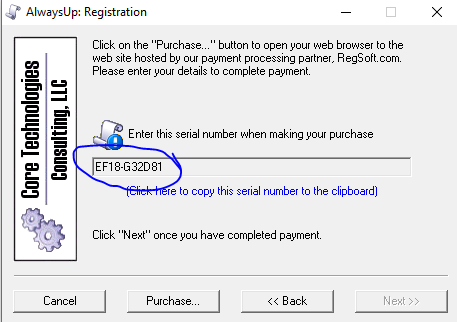 AlwaysUp: Registration
Core Technologies
Consulting, LLC
Click on the "Purchase..." button to open your web browser to the
web site hosted by our payment processing partner, RegSoft.com.
Please enter your details to complete payment.
Enter this serial number when making your purchase
EF18-G32D81
(Click here to copy this serial number to the clipboard)
Click "Next" once you have completed payment.
Cancel
Purchase...
<< Back
Next >>